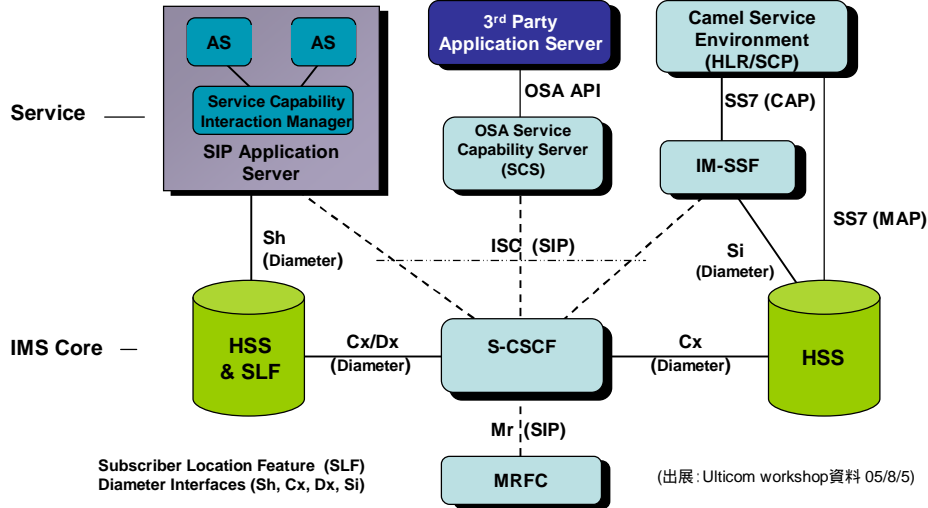 AS
AS
Service Capability
Interaction Manager
SIP Application
Server
3rd Party
Application Server
Camel Service
Environment
(HLR/SCP)
OSA API
SS7 (CAP)
Service
OSA Service
Capability Server
(SCS)
IM-SSF
Sh
(Diameter)
ISC (SIP)
Si
(Diameter)
SS7 (MAP)
IMS Core
HSS
& SLF
Cx/Dx
(Diameter)
S-CSCF
Cx
(Diameter)
HSS
Mr (SIP)
MRFC
Subscriber Location Feature (SLF)
Diameter Interfaces (Sh, Cx, Dx, Si)
(出展:Ulticom workshop資料 05/8/5)